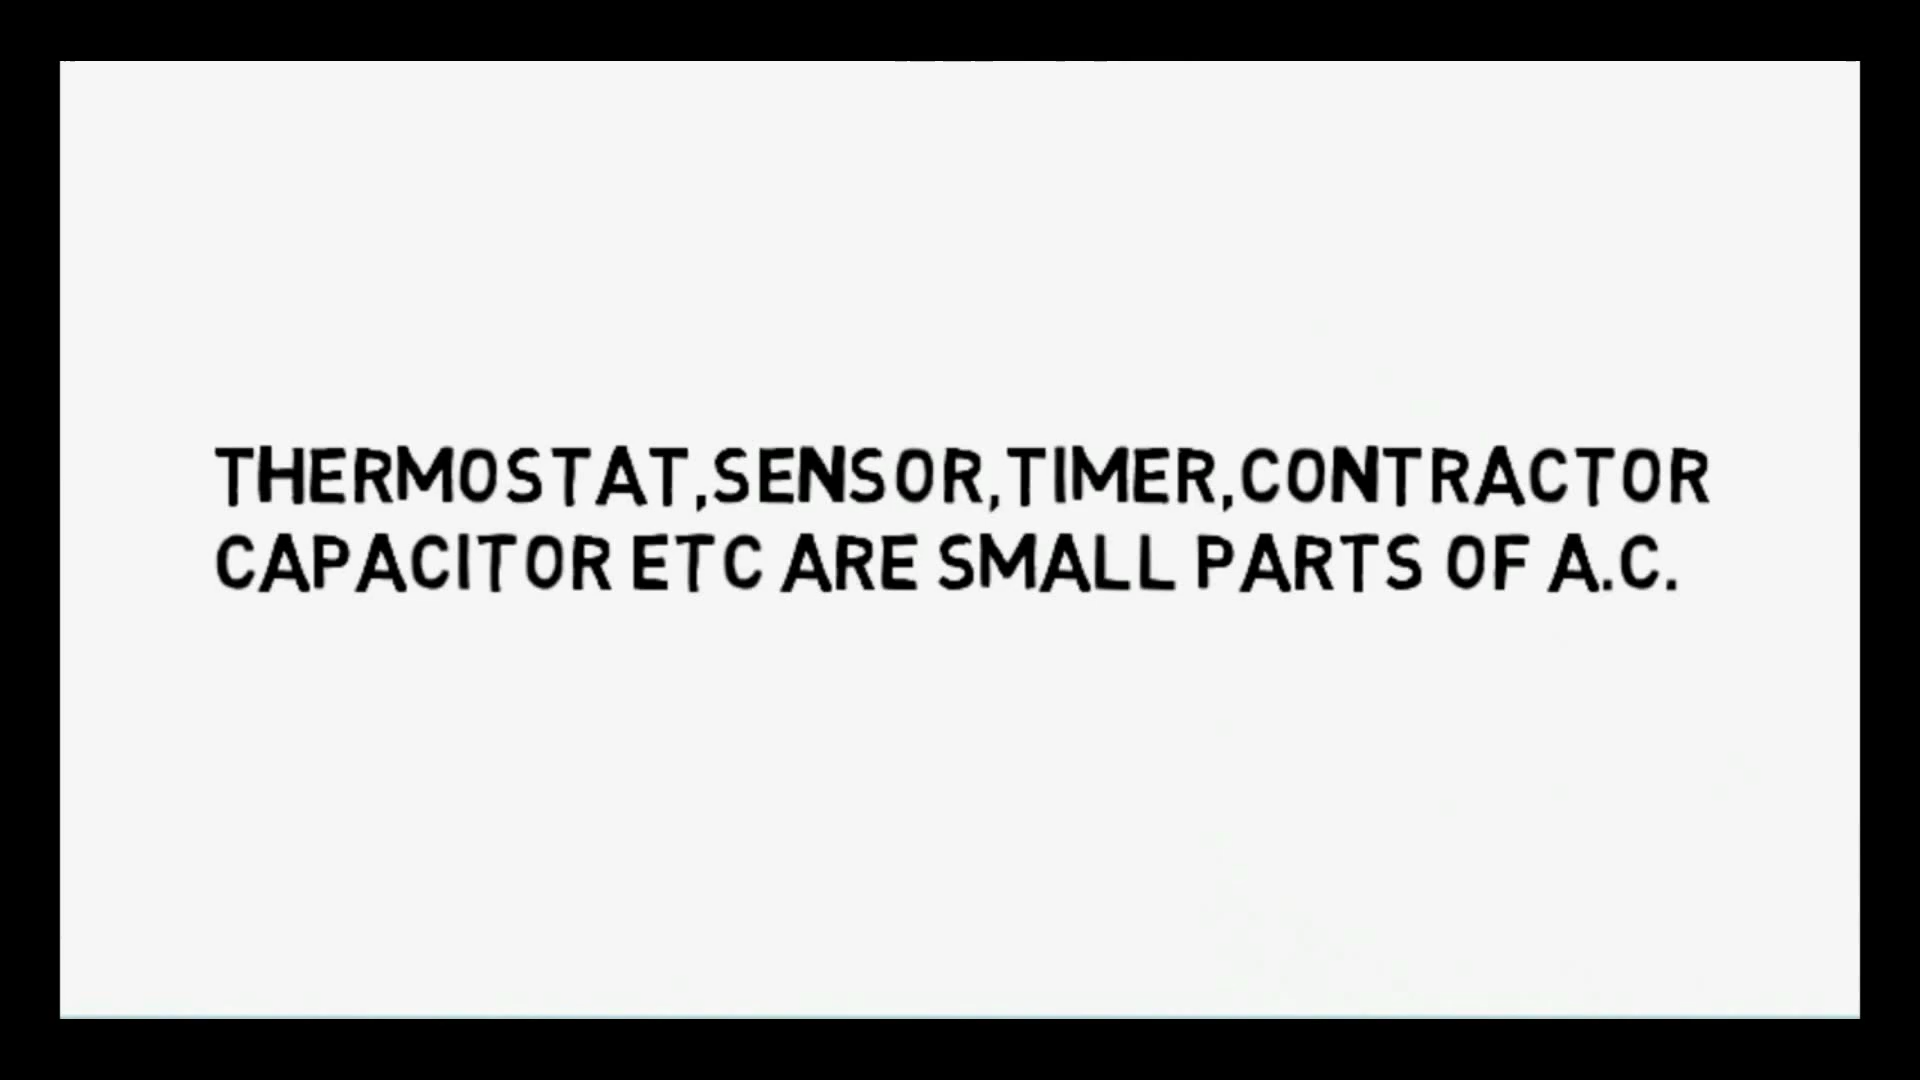 THERMOSTAT,SENSOR,TIMER,CONTRACTOR
CAPACITOR ETC ARE SMALL PARTS OF A.C.